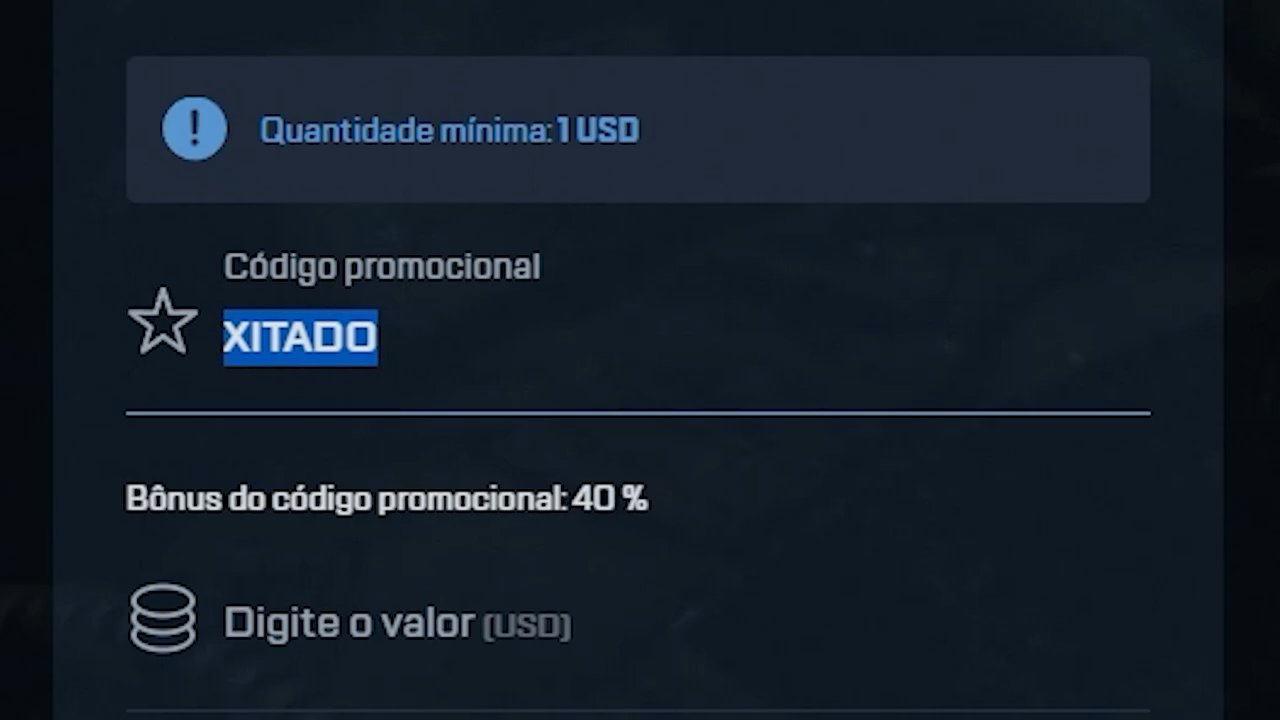 Quantidade mínima: 1 USD
Código promocional
XITADO
Bônus do código promocional: 40 %
Digite o valor (USD)